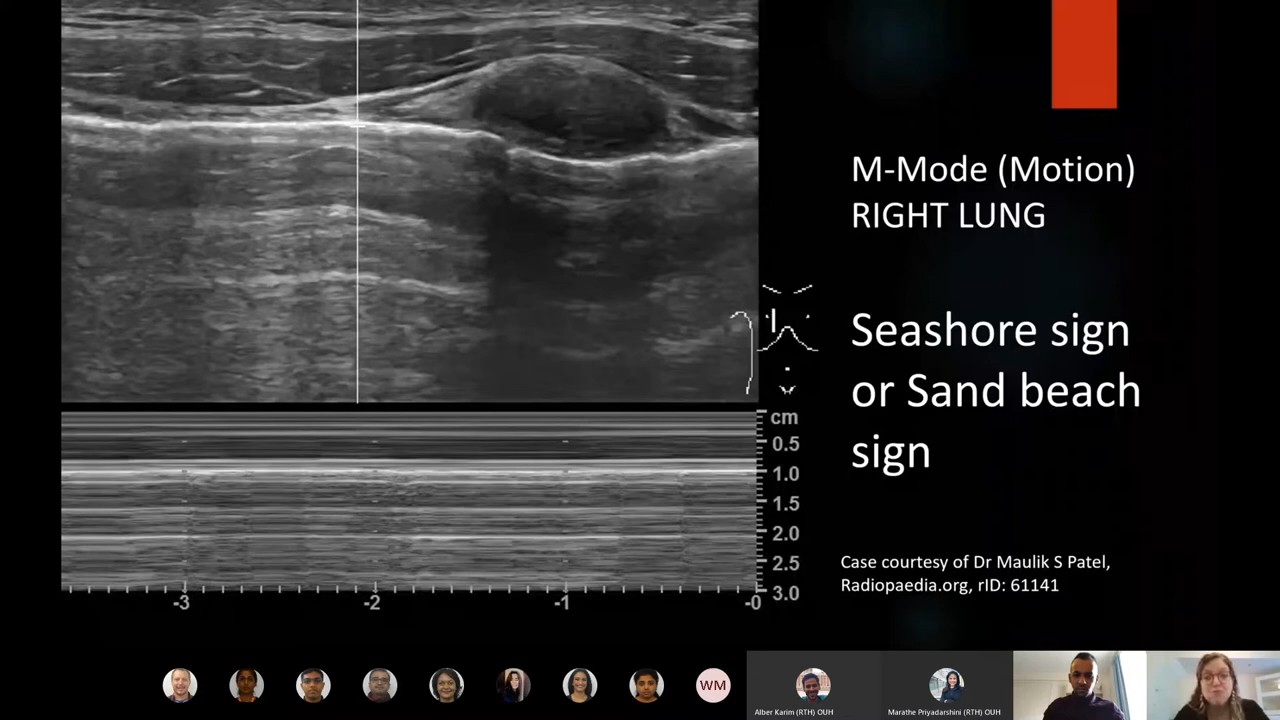 M-Mode (Motion)
RIGHT LUNG
Seashore sign
or Sand beach
sign
cm
0.5
1.0
1.5
2.0
2.5
3.0
-3
-2
-1
-0
Case courtesy of Dr Maulik S Patel,
Radiopaedia.org, rID: 61141
WM
Alber Karim (RTH) OUH
Marathe Priyadarshini (RTH) OUH